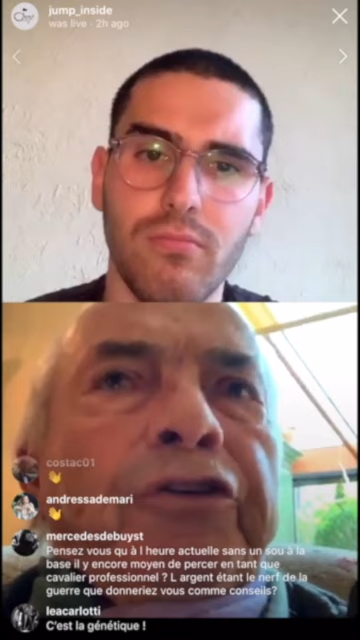 jump_inside
was live · 2h ago
costac01
👋
andressademari
👋
mercedesdebuyst
Pensez vous qu à l heure actuelle sans un sou à la
base il y encore moyen de percer en tant que
cavalier professionnel ? L argent étant le nerf de la
guerre que donneriez vous comme conseils?
leacarlotti
C'est la génétique !